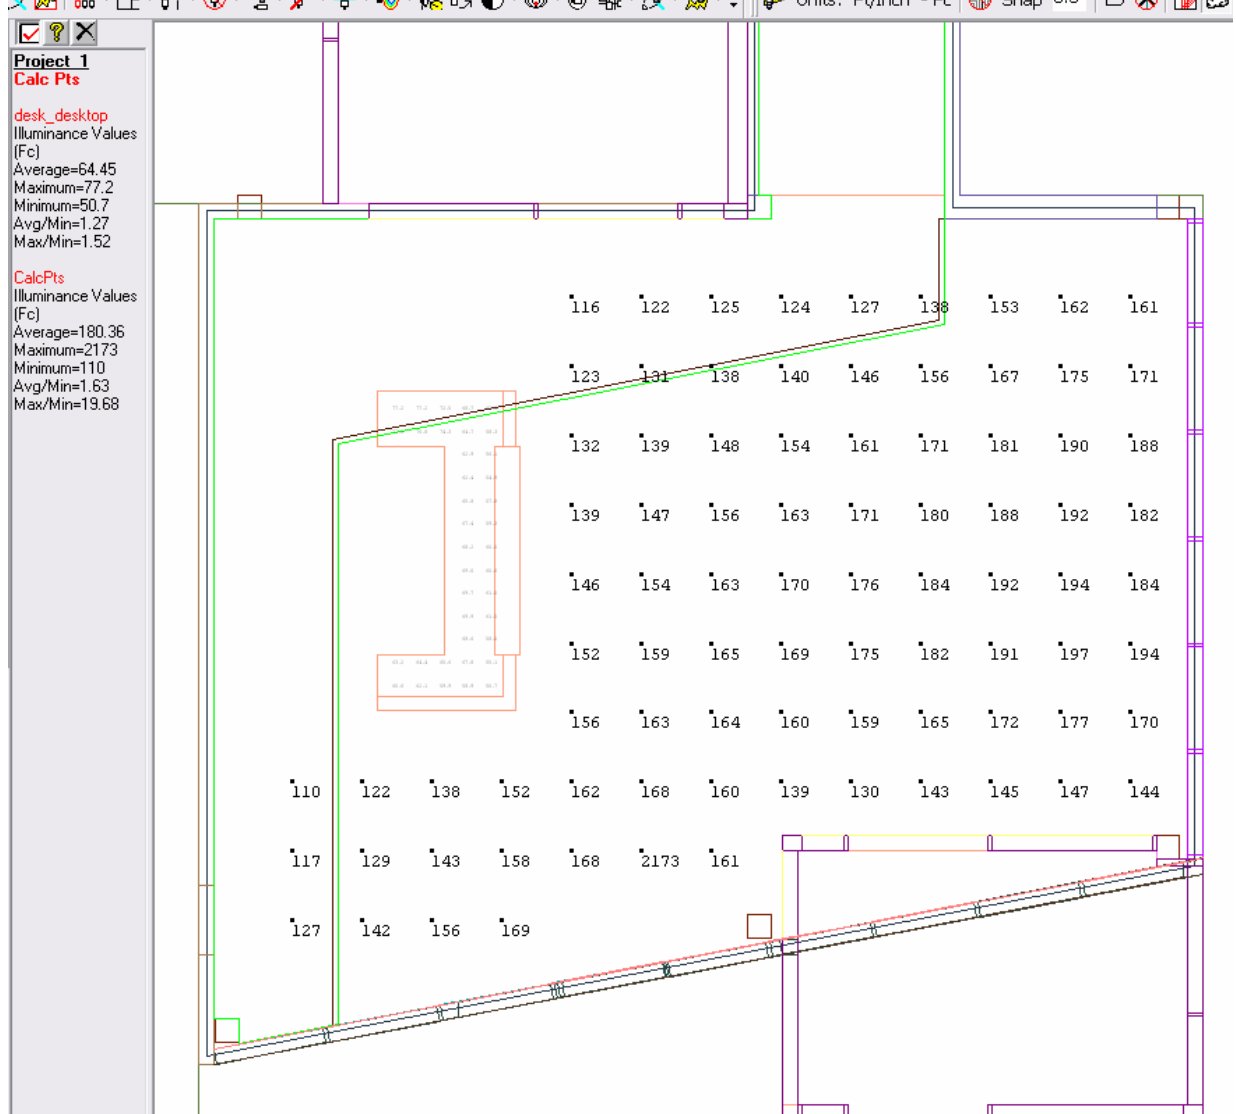 Units: Ft/Inch - Ft Snap
Project_1
Calc Pts
desk_desktop
Illuminance Values
(Fc)
Average=64.45
Maximum=77.2
Minimum=50.7
Avg/Min=1.27
Max/Min=1.52
CalcPts
Illuminance Values
(Fc)
Average=180.36
Maximum=2173
Minimum=110
Avg/Min=1.63
Max/Min=19.68
116 122 125 124 127 138 153 162 161
123 131 138 140 146 156 167 175 171
132 139 148 154 161 171 181 190 188
139 147 156 163 171 180 188 192 182
146 154 163 170 176 184 192 194 184
152 159 165 169 175 182 191 197 194
156 163 164 160 159 165 172 177 170
110 122 138 152 162 168 160 139 130 143 145 147 144
117 129 143 158 168 2173 161
127 142 156 169